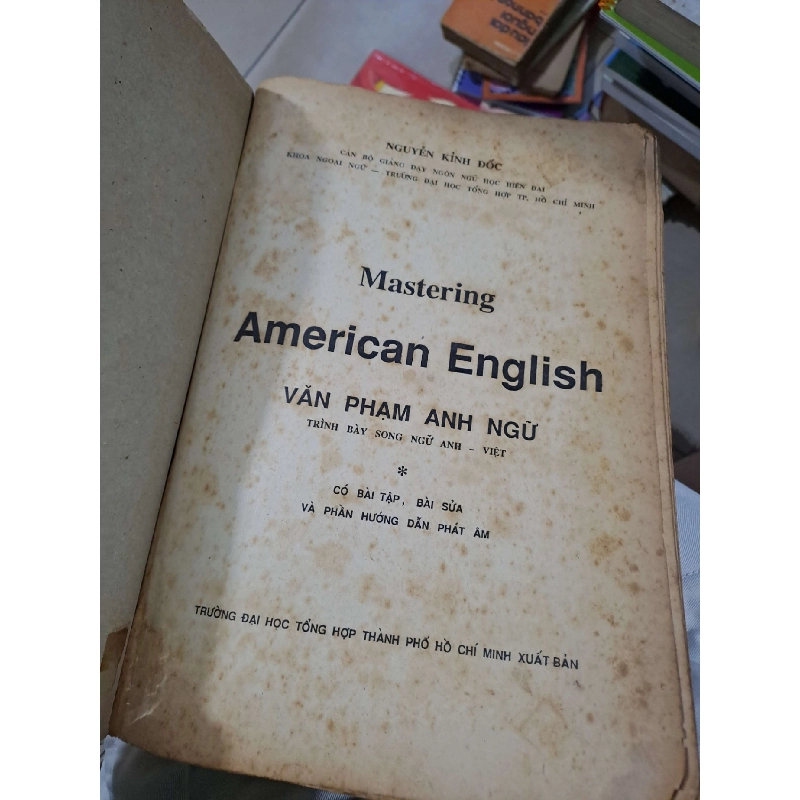 NGUYỄN KỈNH ĐỐC
CÁN BỘ GIẢNG DẠY NGÔN NGỮ HỌC HIỆN ĐẠI
KHOA NGOẠI NGỮ — TRƯỜNG ĐẠI HỌC TỔNG HỢP TP. HỒ CHÍ MINH
Mastering
American English
VĂN PHẠM ANH NGỮ
TRÌNH BÀY SONG NGỮ ANH – VIỆT
*
CÓ BÀI TẬP, BÀI SỬA
VÀ PHẦN HƯỚNG DẪN PHÁT ÂM
TRƯỜNG ĐẠI HỌC TỔNG HỢP THÀNH PHỐ HỒ CHÍ MINH XUẤT BẢN